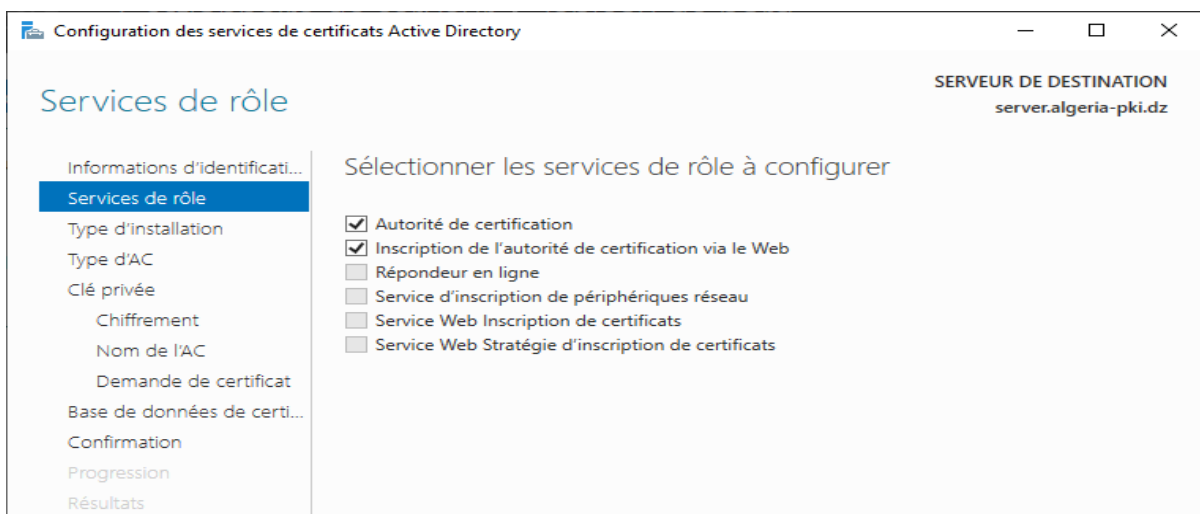 Configuration des services de certificats Active Directory
Services de rôle
SERVEUR DE DESTINATION
server.algeria-pki.dz
Informations d'identificati...
Services de rôle
Type d'installation
Type d'AC
Clé privée
Chiffrement
Nom de l'AC
Demande de certificat
Base de données de certi...
Confirmation
Progression
Résultats
Sélectionner les services de rôle à configurer
Autorité de certification
Inscription de l'autorité de certification via le Web
Répondeur en ligne
Service d'inscription de périphériques réseau
Service Web Inscription de certificats
Service Web Stratégie d'inscription de certificats